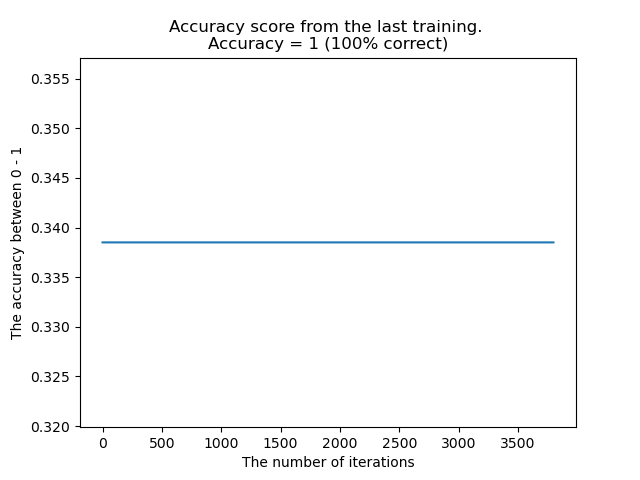 Accuracy score from the last training.
Accuracy = 1 (100% correct)
0.355
0.350
0.345
0.340
0.335
0.330
0.325
0.320
The accuracy between 0 - 1
0 500 1000 1500 2000 2500 3000 3500
The number of iterations